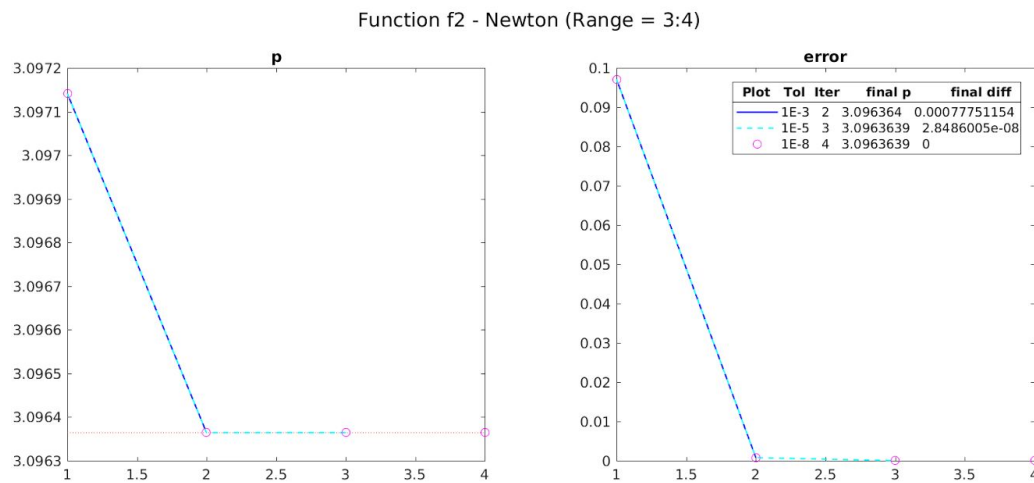 Function f2 - Newton (Range = 3:4)
p
3.0972
3.0971
3.097
3.0969
3.0968
3.0967
3.0966
3.0965
3.0964
3.0963
1 1.5 2 2.5 3 3.5 4
error
0.1
0.09
0.08
0.07
0.06
0.05
0.04
0.03
0.02
0.01
0
1 1.5 2 2.5 3 3.5 4
Plot Tol Iter final p final diff
1E-3 2 3.096364 0.00077751154
1E-5 3 3.0963639 2.8486005e-08
1E-8 4 3.0963639 0